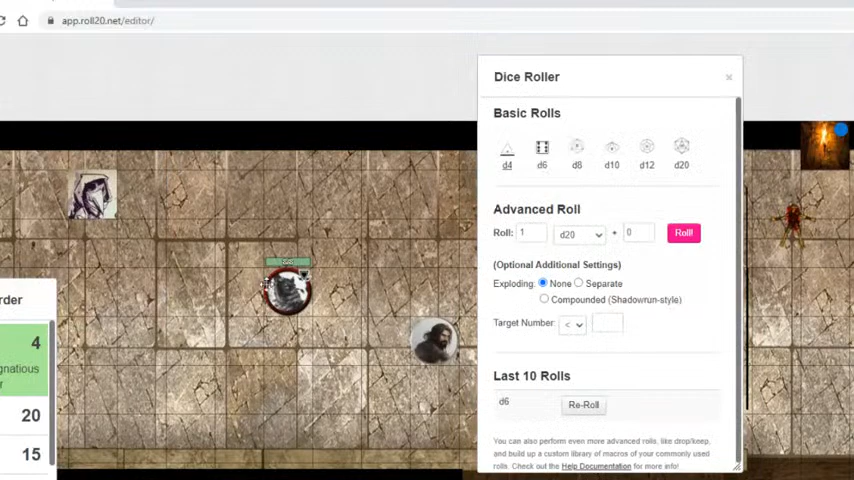 app.roll20.net/editor/
Dice Roller ×
Basic Rolls
d4 d6 d8 d10 d12 d20
Advanced Roll
Roll: 1 d20 + 0 Roll!
(Optional Additional Settings)
Exploding: None Separate
Compounded (Shadowrun-style)
Target Number: <
Last 10 Rolls
d6 Re-Roll
You can also perform even more advanced rolls, like drop/keep,
and build up a custom library of macros of your commonly used
rolls. Check out the Help Documentation for more info!
rder
4
gnatious
r
20
15